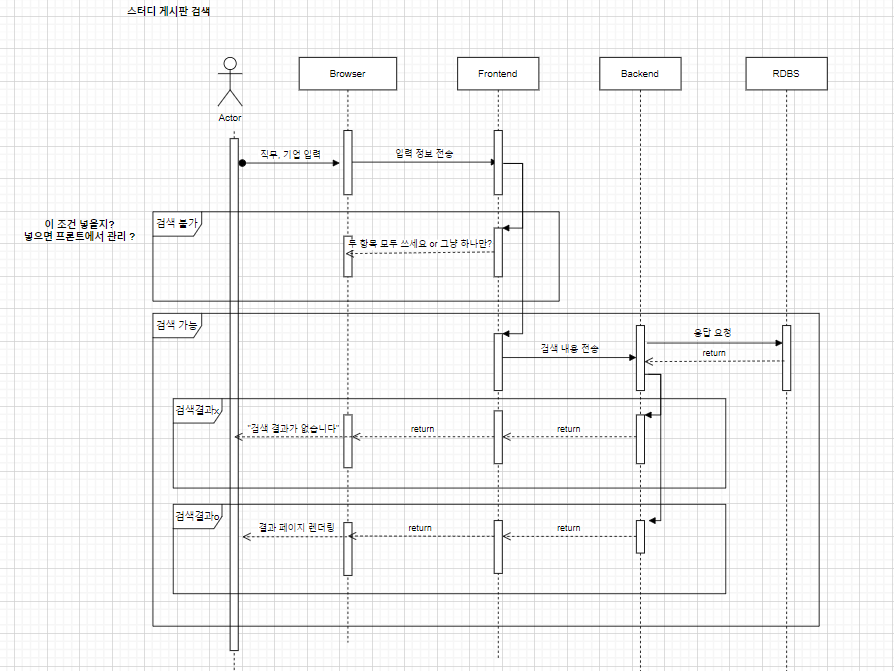 스터디 게시판 검색
Browser
Frontend
Backend
RDBS
Actor
직무, 기업 입력
입력 정보 전송
이 조건 넣을지?
넣으면 프론트에서 관리 ?
검색 불가
두 항목 모두 쓰세요 or 그냥 하나만?
검색 가능
검색 내용 전송
응답 요청
return
검색결과x
"검색 결과가 없습니다"
return
return
검색결과o
결과 페이지 렌더링
return
return